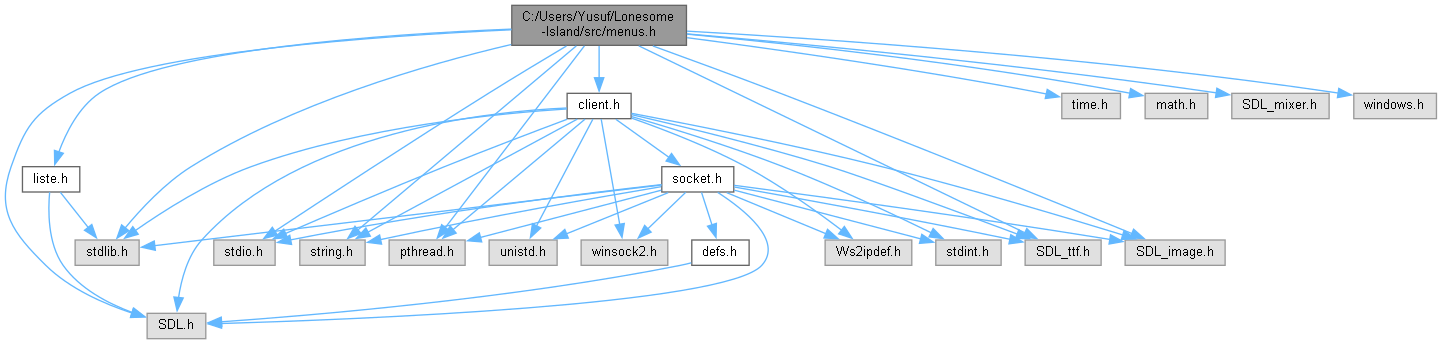 C:/Users/Yusuf/Lonesome
-Island/src/menus.h
client.h
time.h
math.h
SDL_mixer.h
windows.h
liste.h
socket.h
stdlib.h
stdio.h
string.h
pthread.h
unistd.h
winsock2.h
defs.h
Ws2ipdef.h
stdint.h
SDL_ttf.h
SDL_image.h
SDL.h